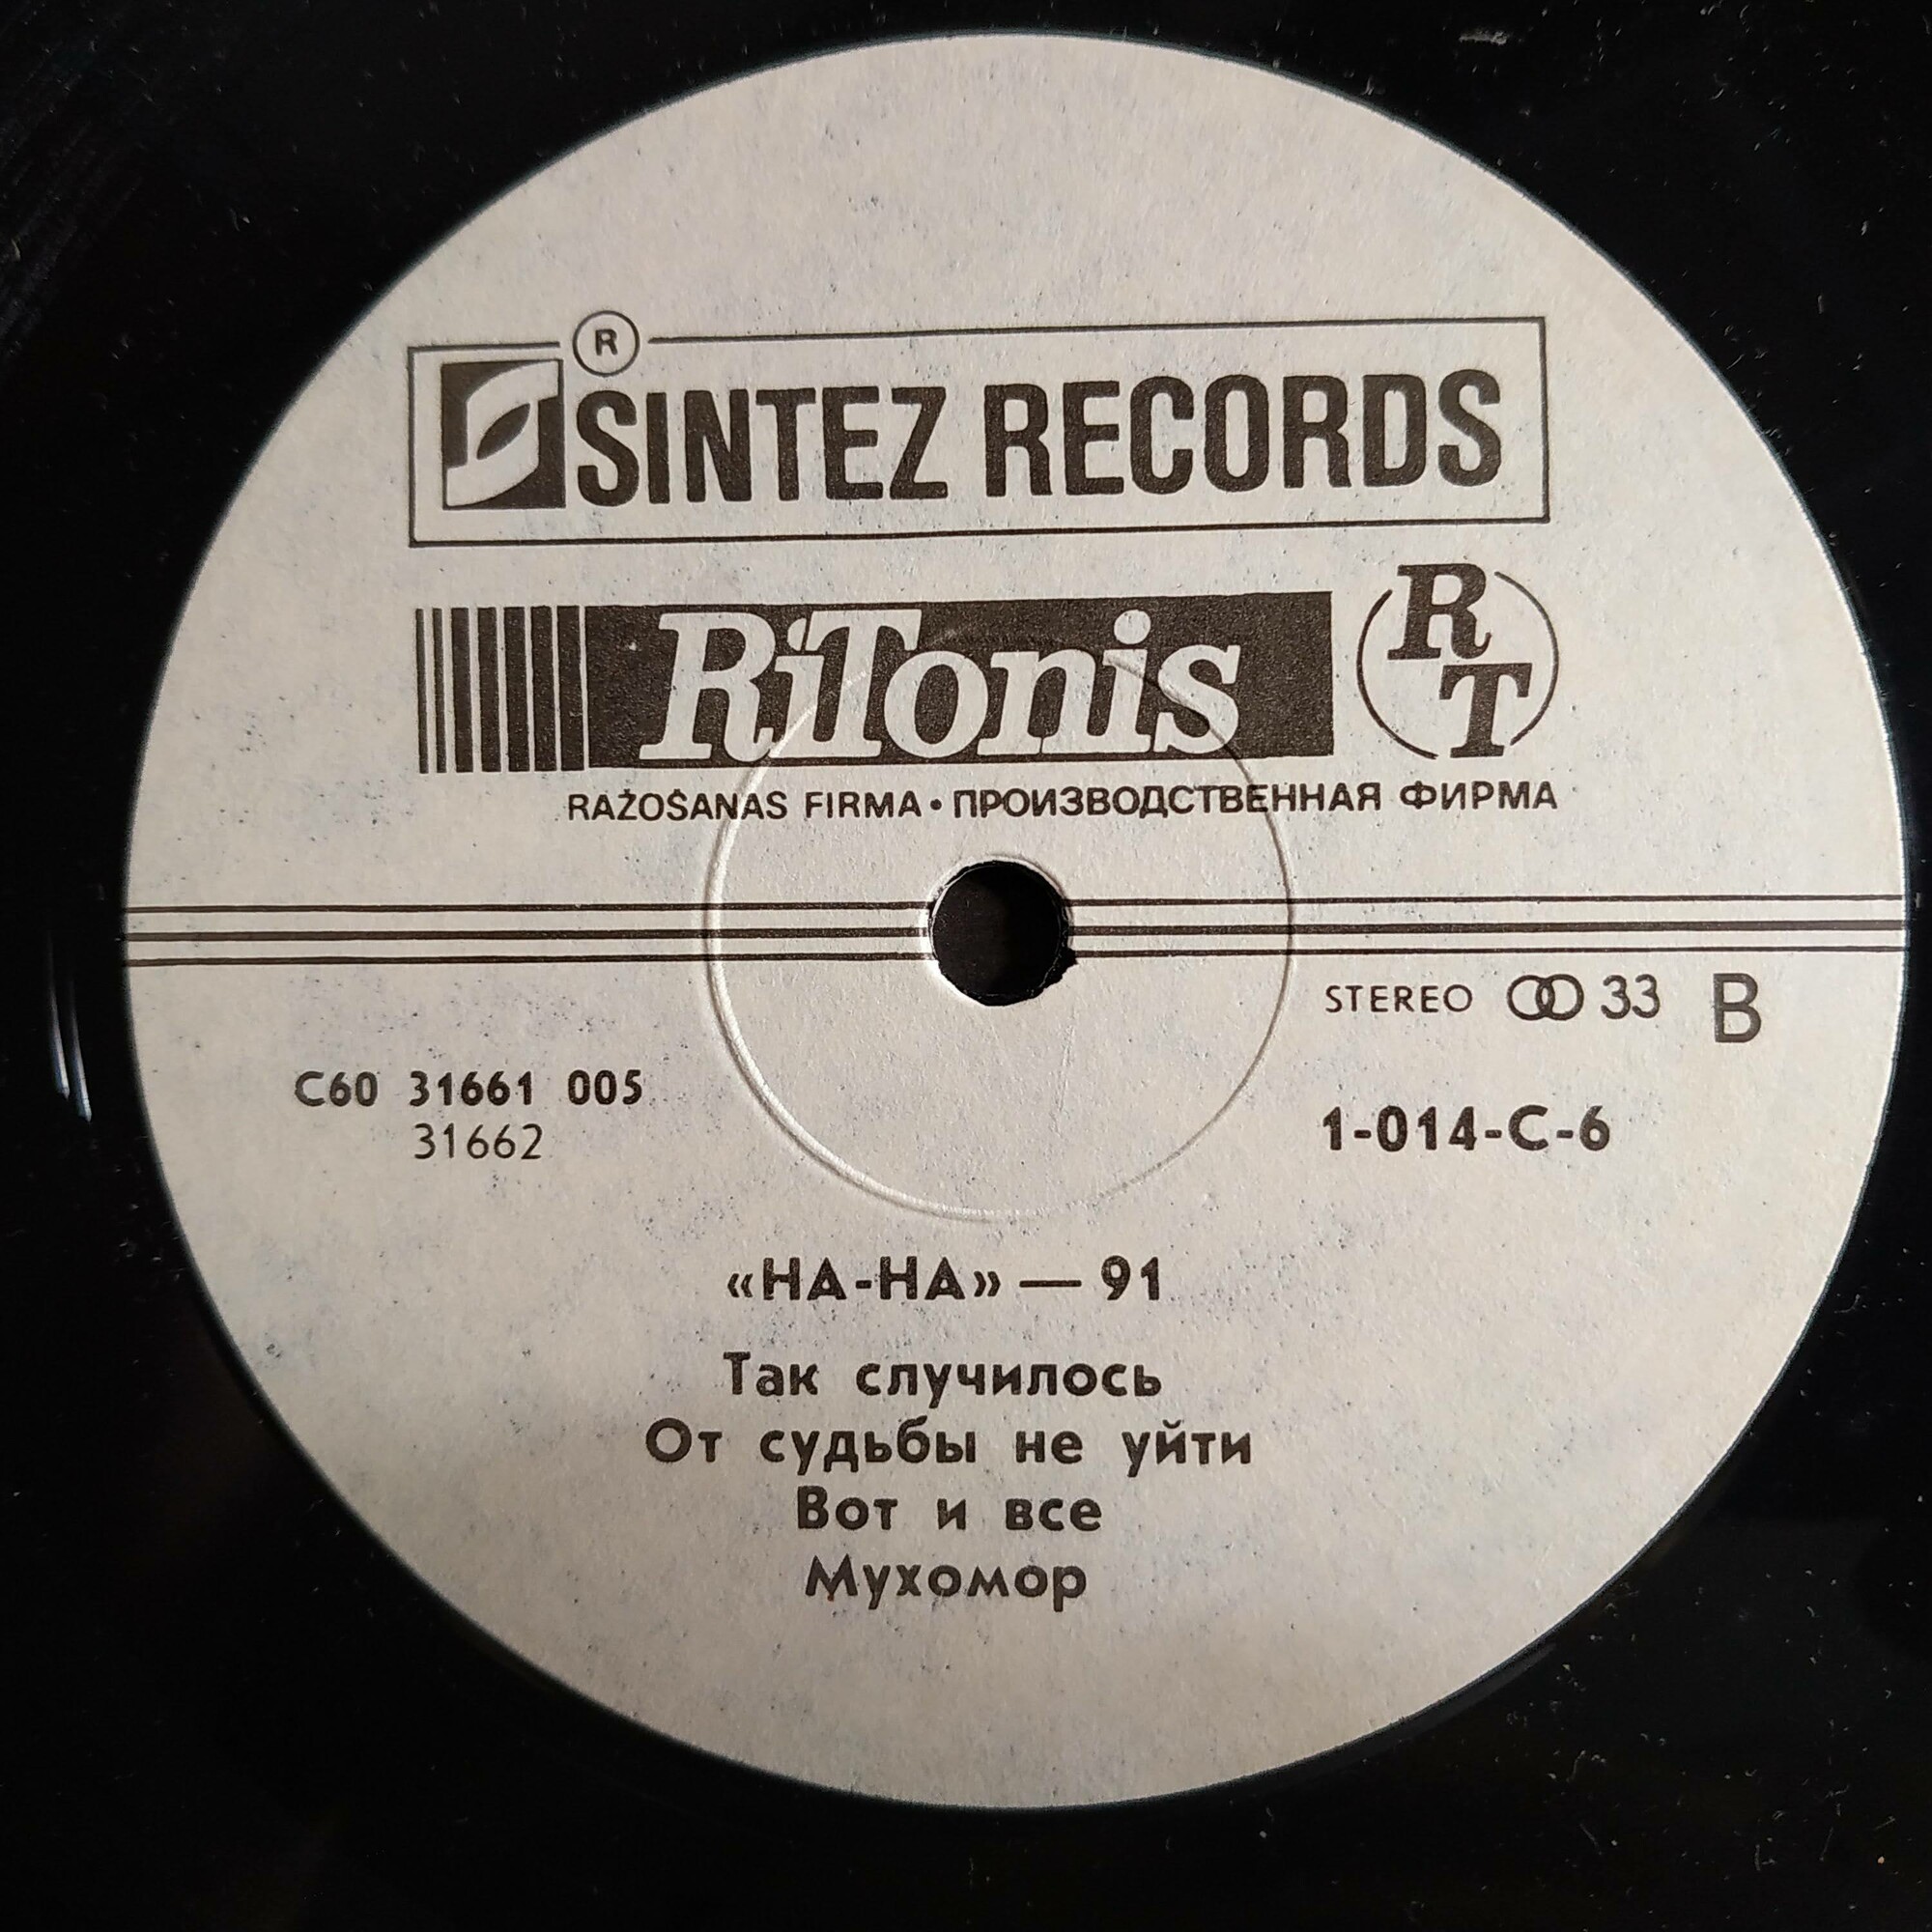 R
SINTEZ RECORDS
RiTonis
RT
RAŽOŠANAS FIRMA • ПРОИЗВОДСТВЕННАЯ ФИРМА
STEREO 33 B
С60 31661 005
31662
1-014-С-6
«НА-НА» — 91
Так случилось
От судьбы не уйти
Вот и все
Мухомор